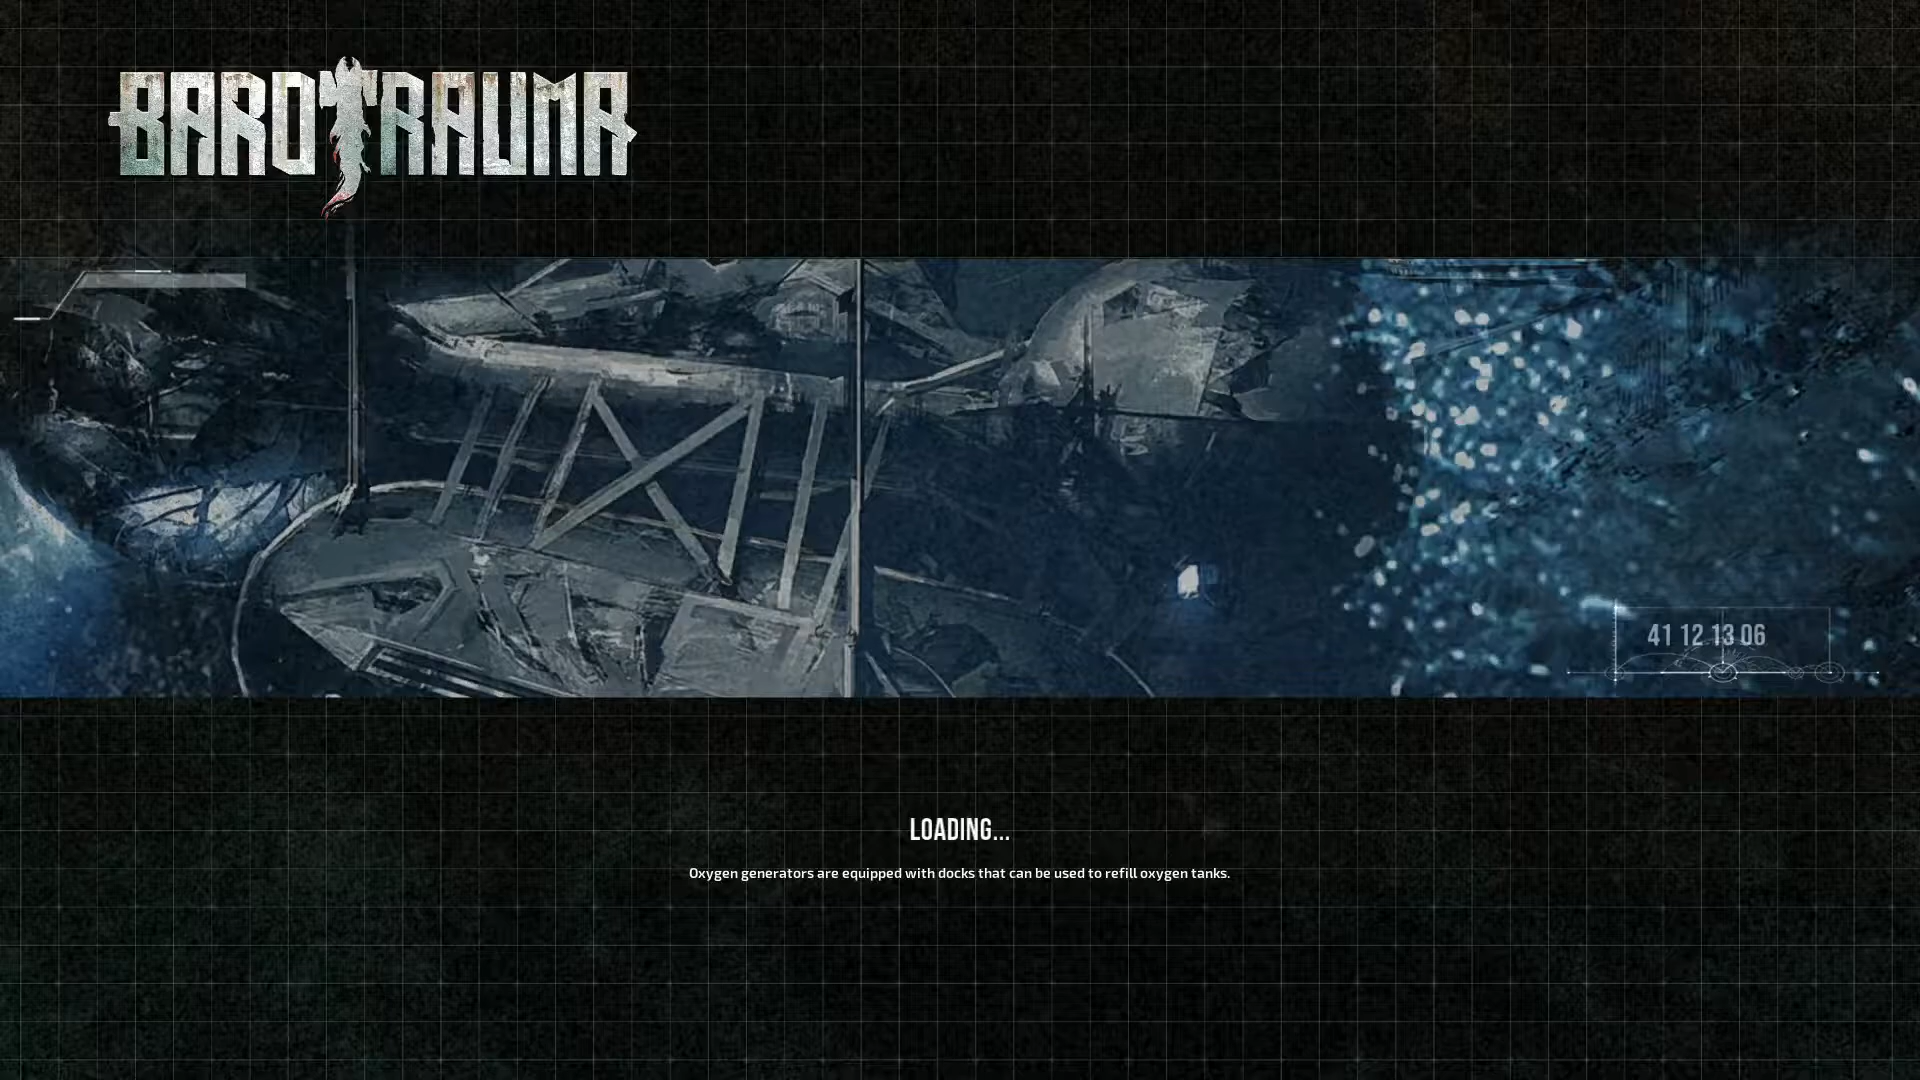 BAROTRAUMA
41 12 13 06
LOADING...
Oxygen generators are equipped with docks that can be used to refill oxygen tanks.